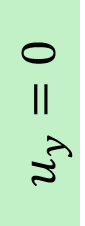 u_y = 0